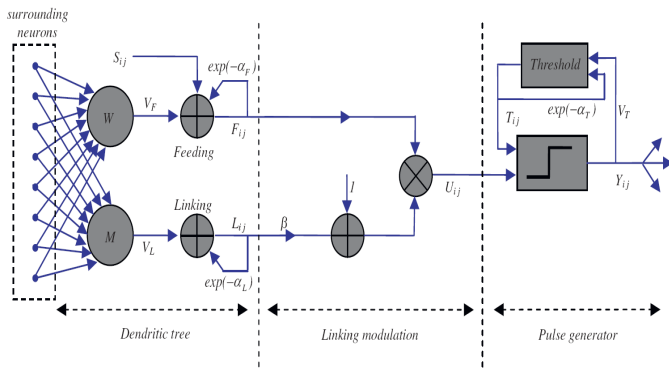 surrounding
neurons
S_ij
exp(-α_F)
Threshold
W
V_F
F_ij
Feeding
T_ij
exp(-α_T)
V_T
1
U_ij
Y_ij
Linking
M
V_L
L_ij
β
exp(-α_L)
Dendritic tree
Linking modulation
Pulse generator